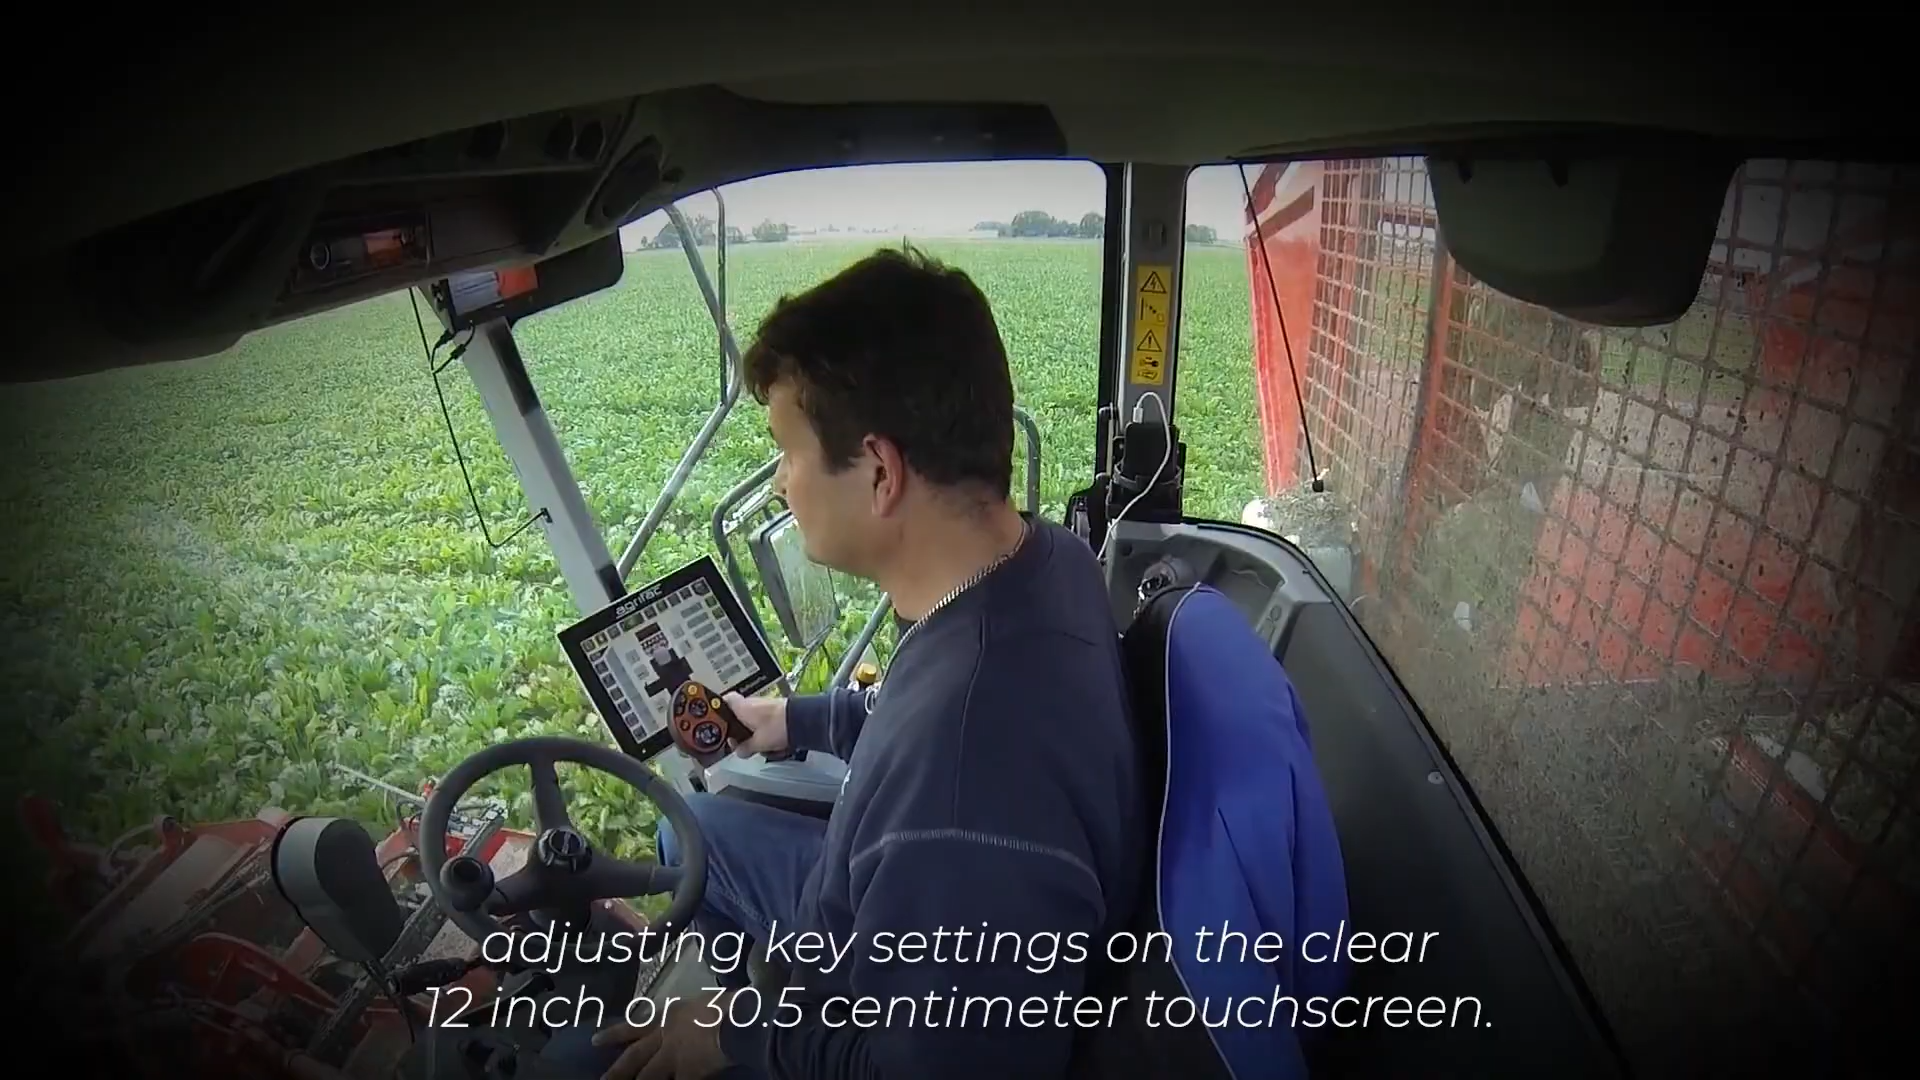 agrifac
adjusting key settings on the clear
12 inch or 30.5 centimeter touchscreen.